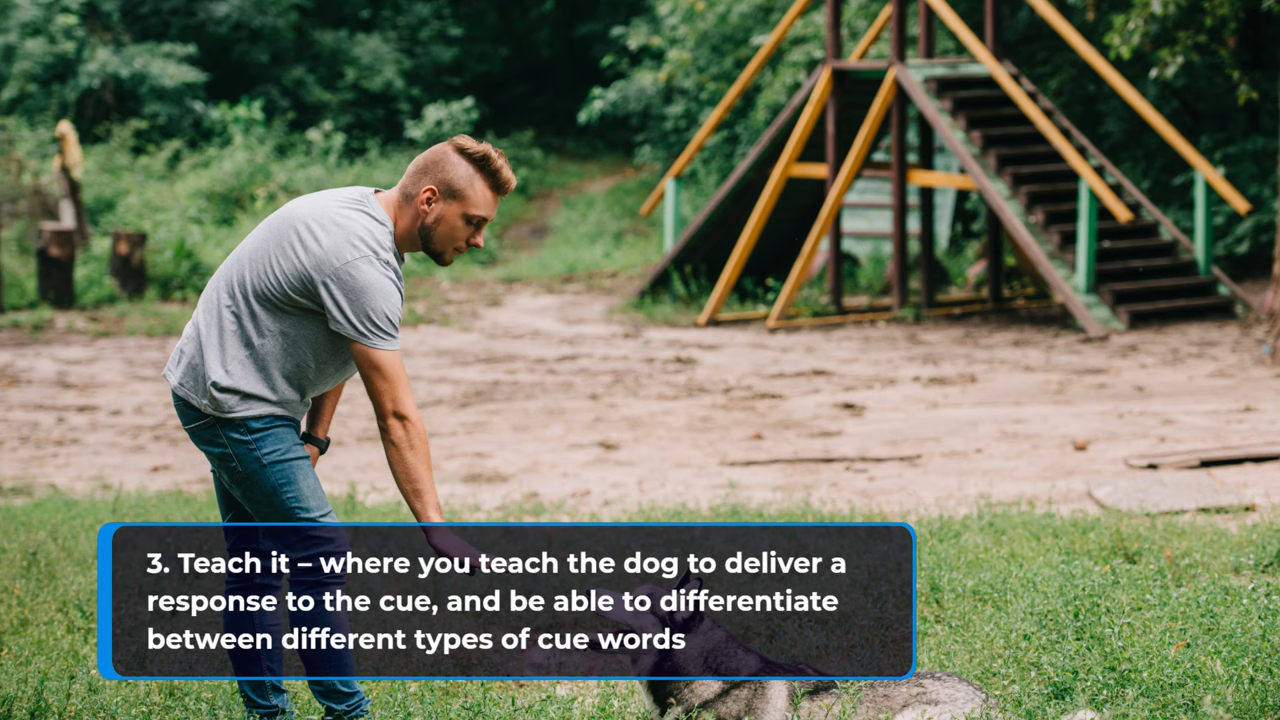 3. Teach it – where you teach the dog to deliver a
response to the cue, and be able to differentiate
between different types of cue words